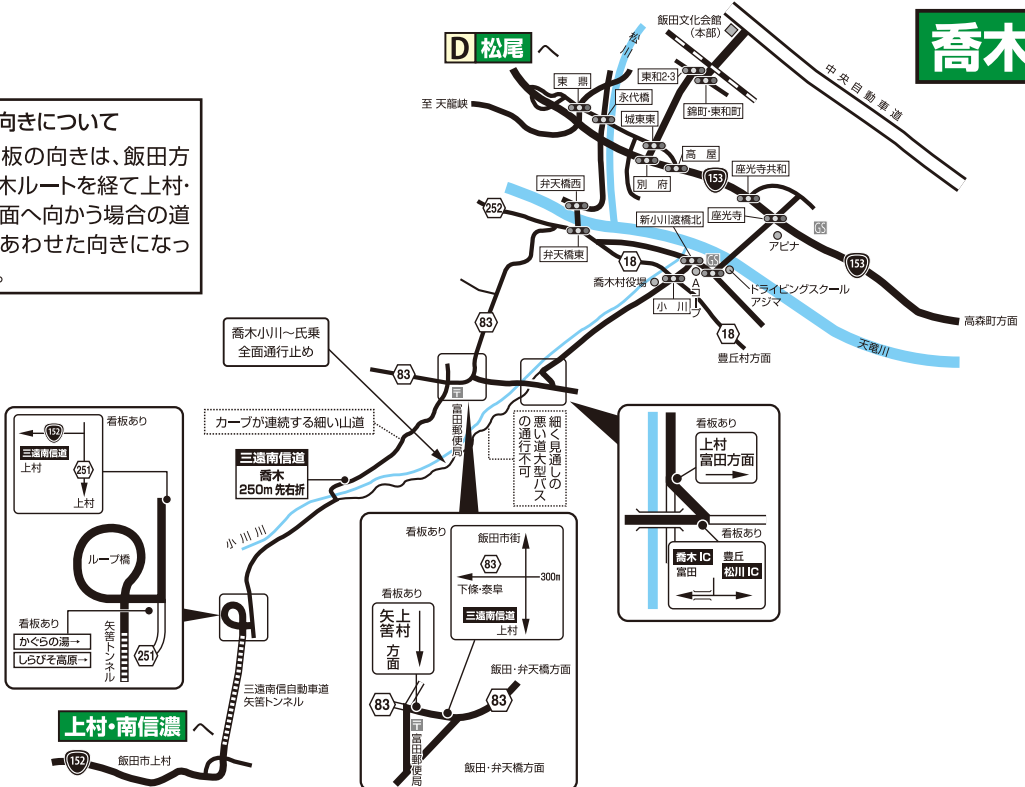 飯田文化会館
(本部)
喬木
D 松尾 へ
松川
中央自動車道
東 鼎
東和2・3
永代橋
至 天龍峡
城東東
錦町・東和町
向きについて
板の向きは、飯田方
木ルートを経て上村・
面へ向かう場合の道
あわせた向きになっ
。
高 屋
座光寺共和
別 府
153
弁天橋西
252
新小川渡橋北
座光寺
GS
アピナ
弁天橋東
18
GS
153
喬木村役場
Aコープ
ドライビングスクール
アジマ
小 川
83
高森町方面
18
豊丘村方面
天竜川
喬木小川〜氏乗
全面通行止め
83
〒
富田郵便局
カーブが連続する細い山道
細く見通しの
悪い道大型バス
の通行不可
三遠南信道
喬木
250m 先右折
小川川
看板あり
152
三遠南信道
上村
251
上村
ループ橋
看板あり
かぐらの湯→
しらびそ高原→
矢筈トンネル
251
看板あり
上村
富田方面
看板あり
喬木 IC
富田
豊丘
松川 IC
看板あり
飯田市街
83
300m
下條・泰阜
三遠南信道
上村
看板あり
上村
矢筈
方面
飯田・弁天橋方面
83
83
〒
富田郵便局
飯田・弁天橋方面
三遠南信自動車道
矢筈トンネル
上村・南信濃 へ
152
飯田市上村